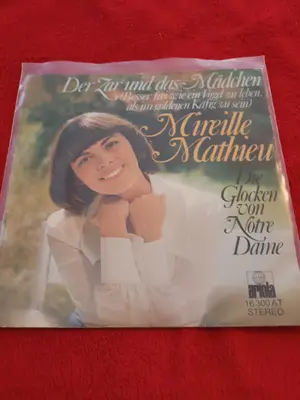 Der Zar und das Mädchen
(Besser frei wie ein Vogel zu leben,
als im goldenen Käfig zu sein)
Mireille
Mathieu
Die
Glocken
von
Nôtre
Dame
ariola
16 300 AT
STEREO